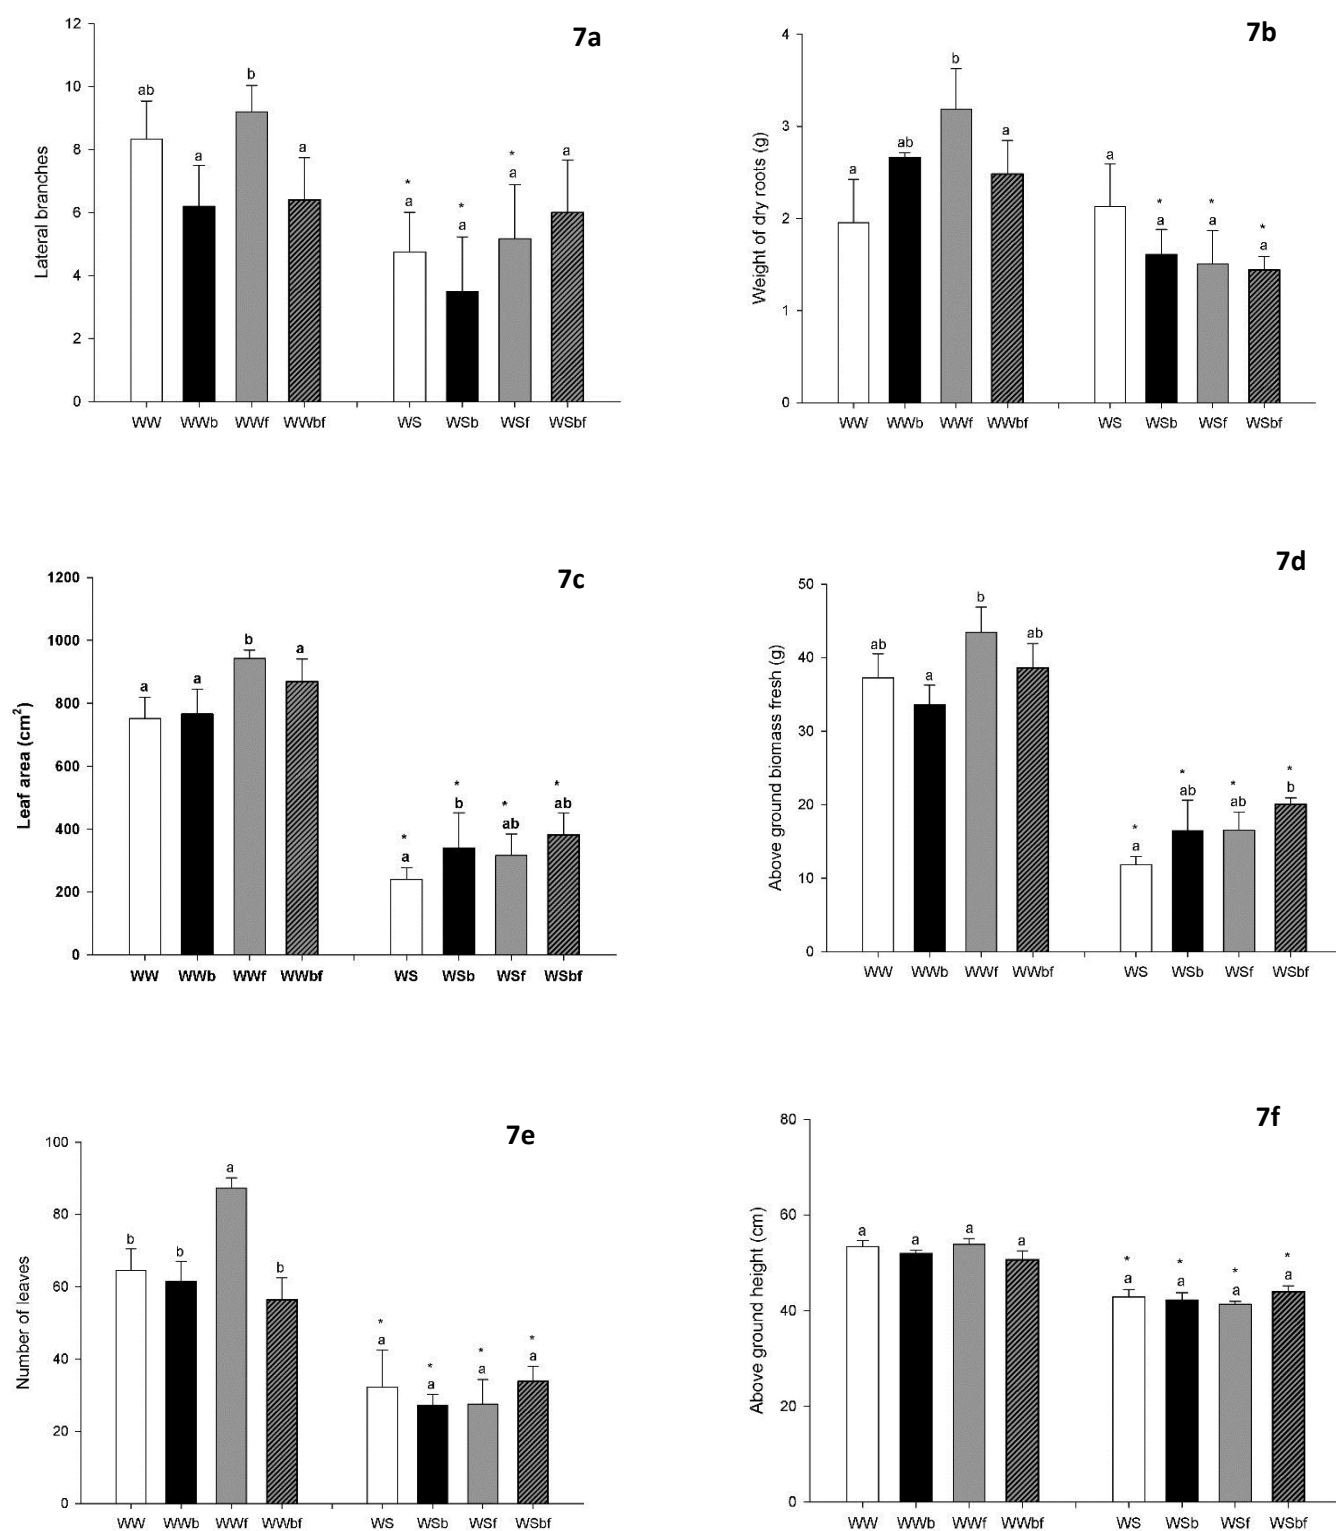 7a
Lateral branches
12
10
8
6
4
2
0
ab
a
b
a
*
a
*
a
*
a
a
WW WWb WWf WWbf WS WSb WSf WSbf
7b
Weight of dry roots (g)
4
3
2
1
0
a
ab
b
a
a
*
a
*
a
*
a
WW WWb WWf WWbf WS WSb WSf WSbf
7c
Leaf area (cm²)
1200
1000
800
600
400
200
0
a
a
b
a
*
a
*
b
*
ab
*
ab
WW WWb WWf WWbf WS WSb WSf WSbf
7d
Above ground biomass fresh (g)
50
40
30
20
10
0
ab
a
b
ab
*
a
*
ab
*
ab
*
b
WW WWb WWf WWbf WS WSb WSf WSbf
7e
Number of leaves
100
80
60
40
20
0
b
b
a
b
*
a
*
a
*
a
*
a
WW WWb WWf WWbf WS WSb WSf WSbf
7f
Above ground height (cm)
80
60
40
20
0
a
a
a
a
*
a
*
a
*
a
*
a
WW WWb WWf WWbf WS WSb WSf WSbf